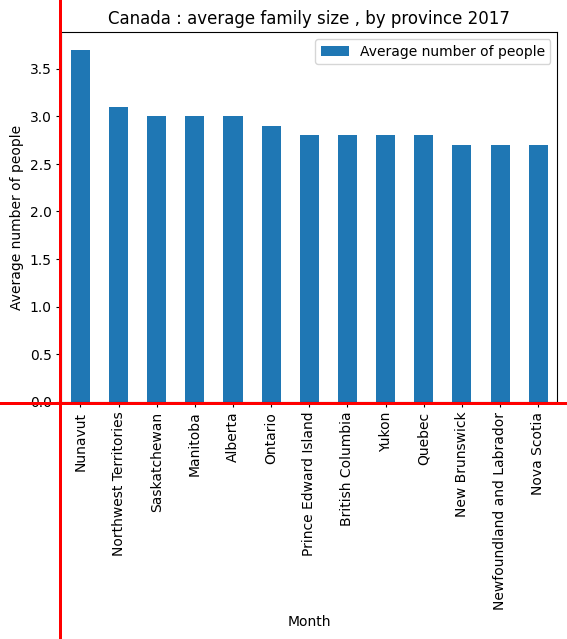 Canada : average family size , by province 2017
Average number of people
Average number of people
3.5
3.0
2.5
2.0
1.5
1.0
0.5
0.0
Nunavut
Northwest Territories
Saskatchewan
Manitoba
Alberta
Ontario
Prince Edward Island
British Columbia
Yukon
Quebec
New Brunswick
Newfoundland and Labrador
Nova Scotia
Month